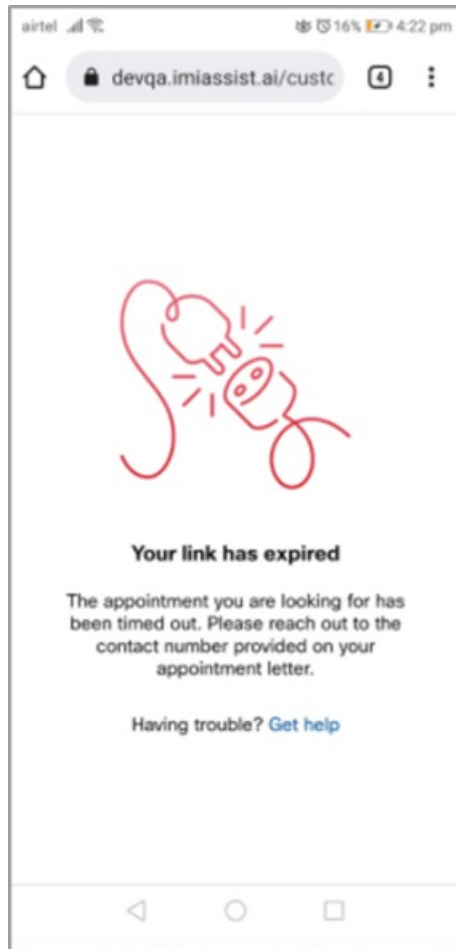 airtel 16% 4:22 pm
devqa.imiassist.ai/custc 4
Your link has expired
The appointment you are looking for has
been timed out. Please reach out to the
contact number provided on your
appointment letter.
Having trouble? Get help